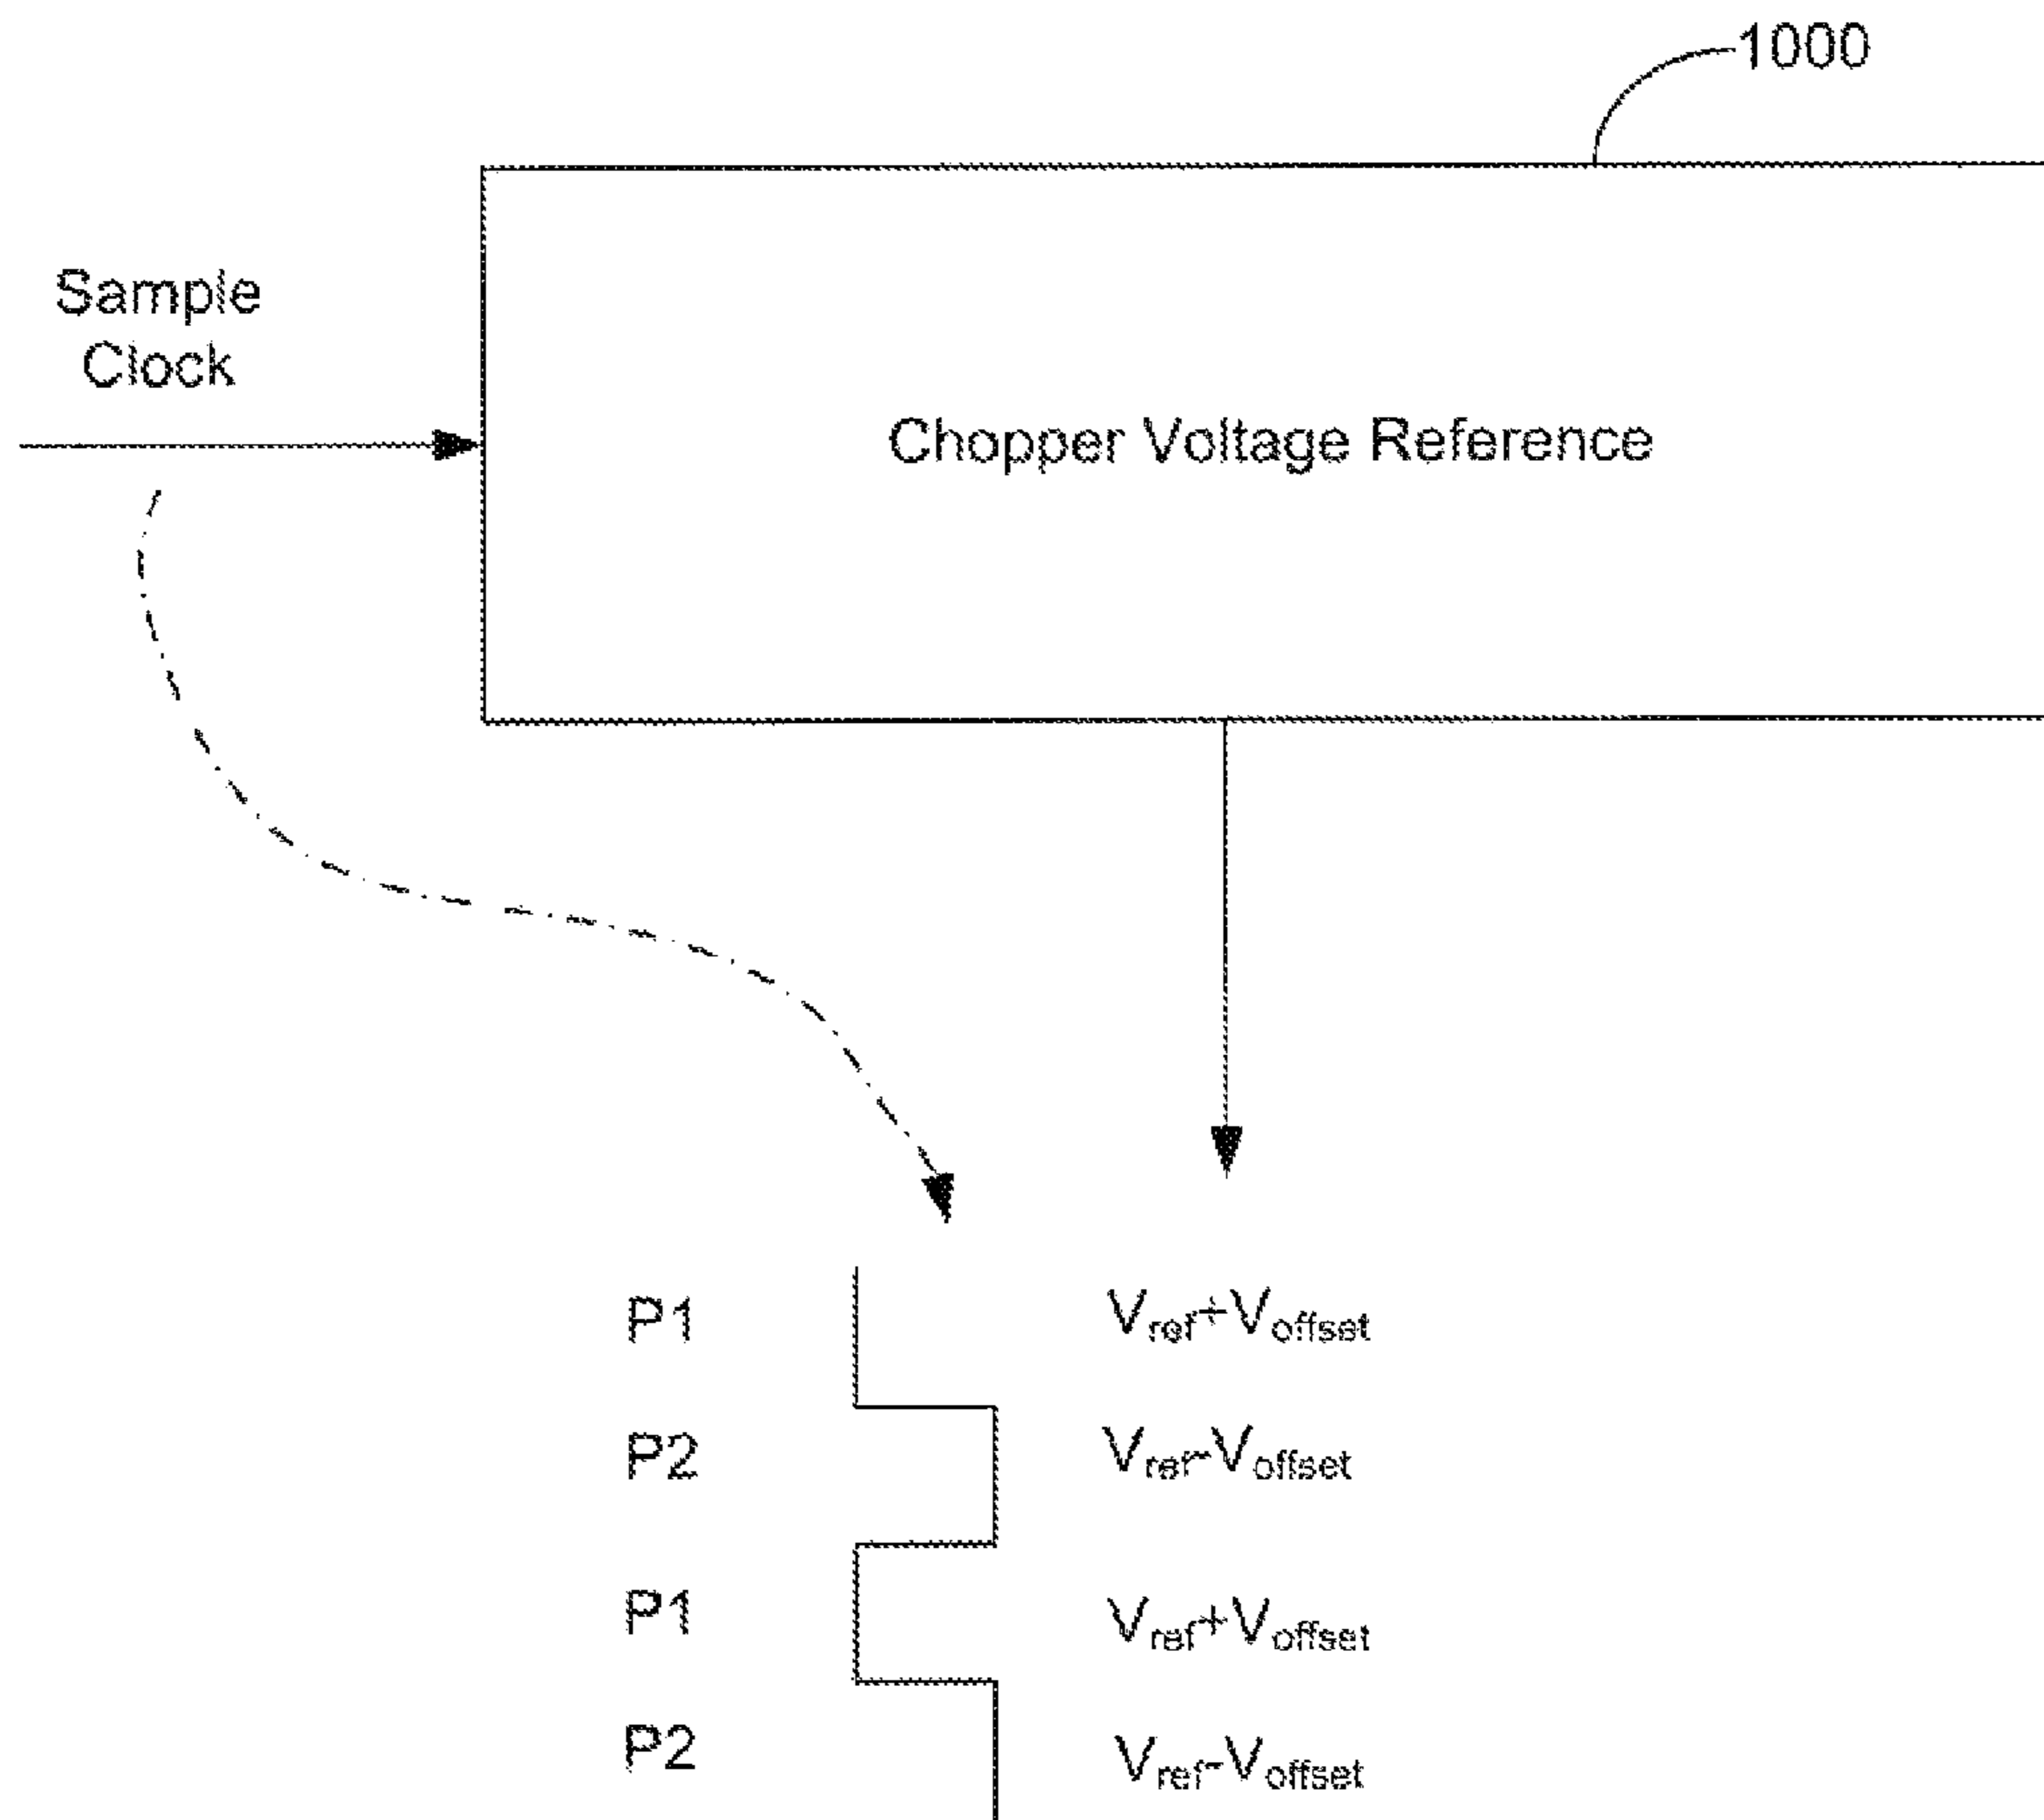 1000
Sample
Clock
Chopper Voltage Reference
P1 Vref+Voffset
P2 Vref-Voffset
P1 Vref+Voffset
P2 Vref-Voffset